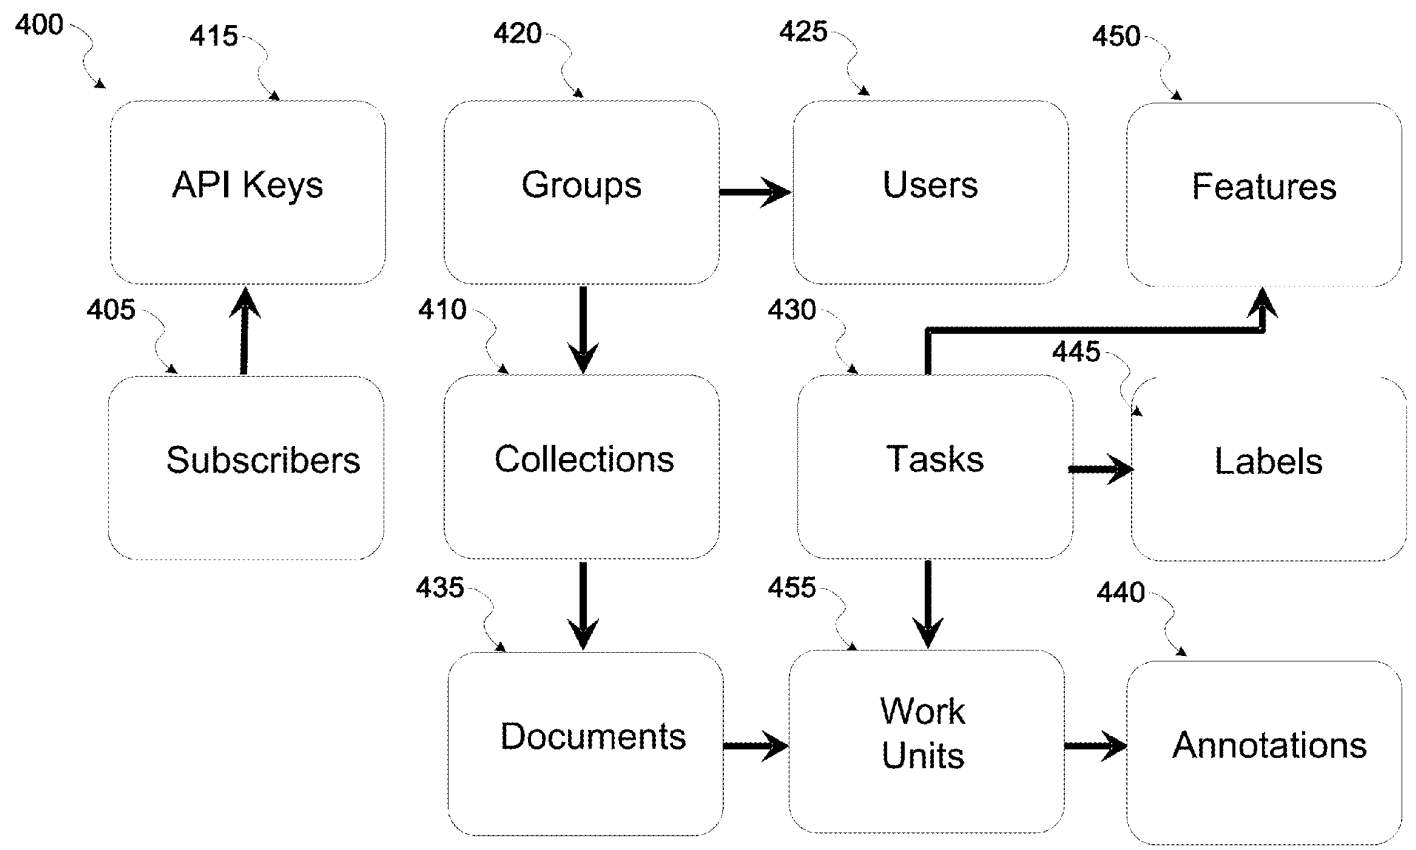 400
415
420
425
450
API Keys
Groups
Users
Features
405
410
430
445
Subscribers
Collections
Tasks
Labels
435
455
440
Documents
Work
Units
Annotations